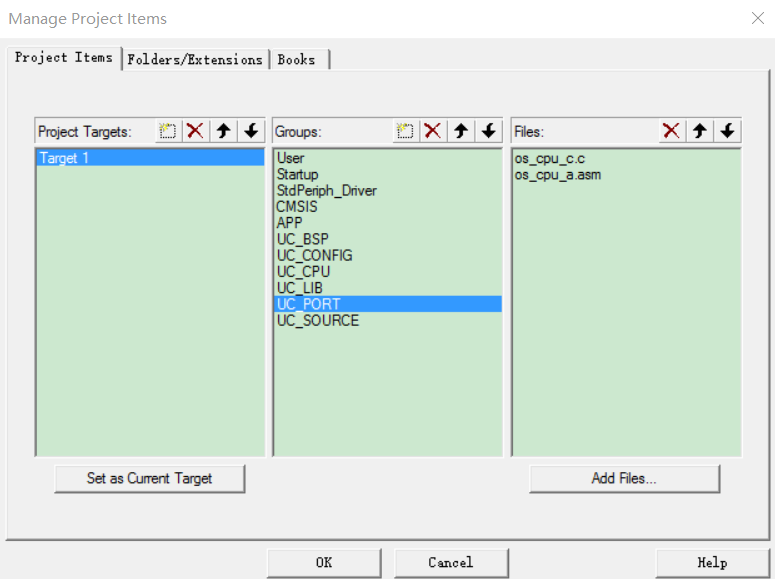 Manage Project Items
Project Items Folders/Extensions Books
Project Targets:
Target 1
Set as Current Target
Groups:
User
Startup
StdPeriph_Driver
CMSIS
APP
UC_BSP
UC_CONFIG
UC_CPU
UC_LIB
UC_PORT
UC_SOURCE
Files:
os_cpu_c.c
os_cpu_a.asm
Add Files...
OK Cancel Help